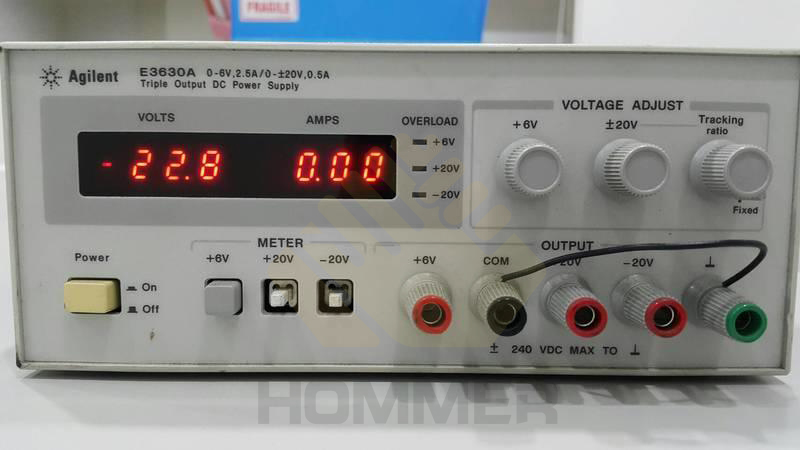 FRAGILE
Agilent E3630A 0-6V,2.5A/0-±20V,0.5A
Triple Output DC Power Supply
VOLTS AMPS OVERLOAD
+6V
+20V
-20V
-22.8 0.00
VOLTAGE ADJUST
+6V ±20V Tracking ratio
Fixed
Power
On
Off
METER
+6V +20V -20V
OUTPUT
+6V COM 20V -20V ⊥
± 240 VDC MAX TO ⊥
HOMMER